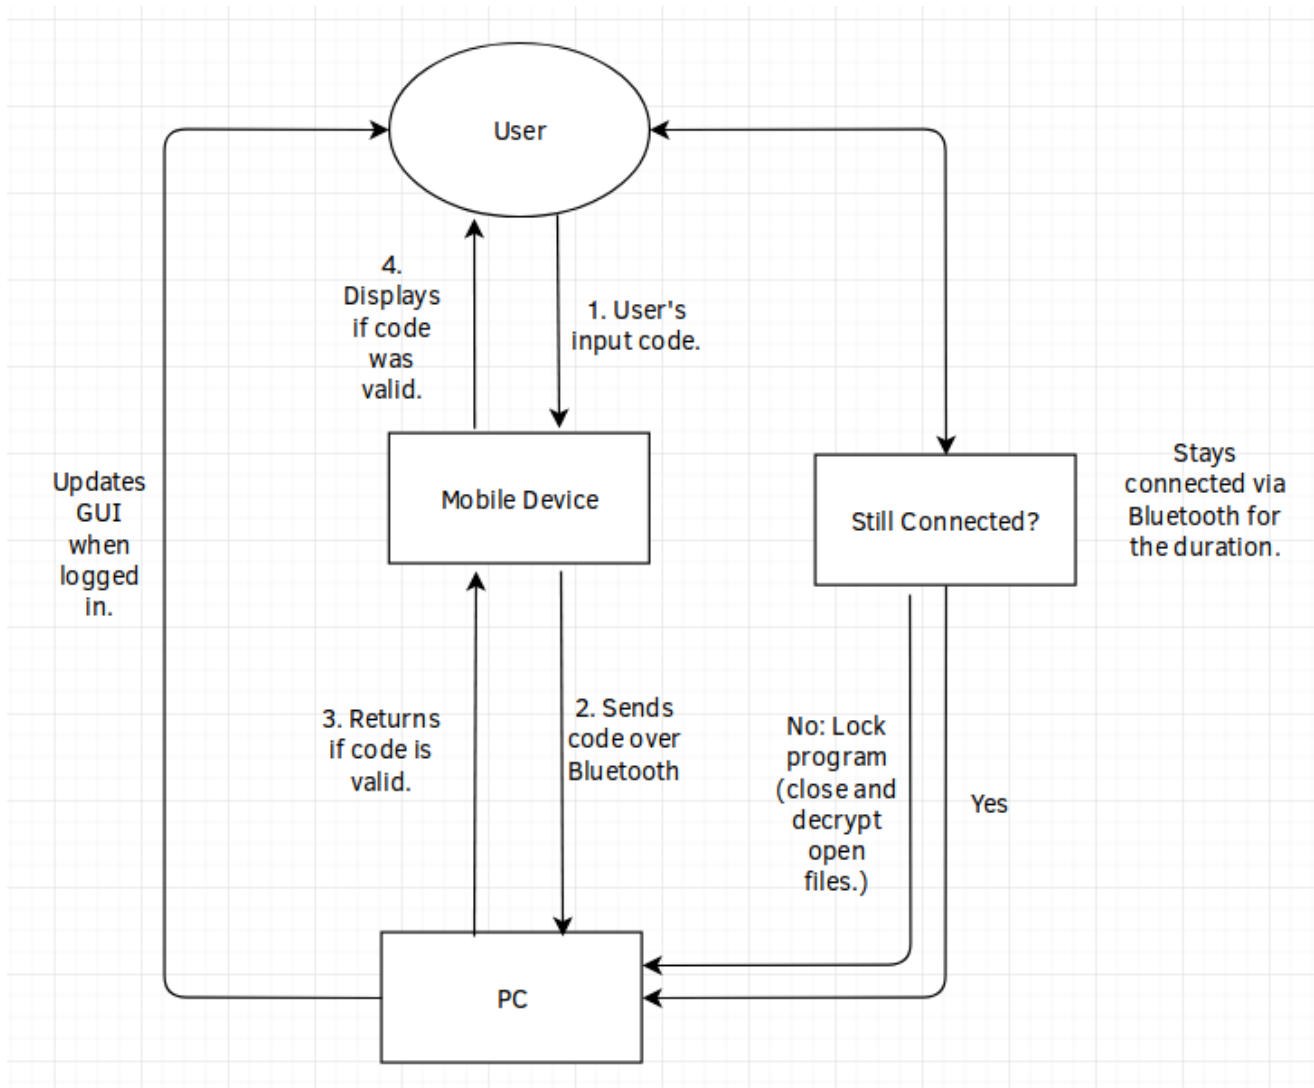 User
4.
Displays
if code
was
valid.
1. User's
input code.
Mobile Device
Still Connected?
Stays
connected via
Bluetooth for
the duration.
Updates
GUI
when
logged
in.
3. Returns
if code is
valid.
2. Sends
code over
Bluetooth
No: Lock
program
(close and
decrypt
open
files.)
Yes
PC